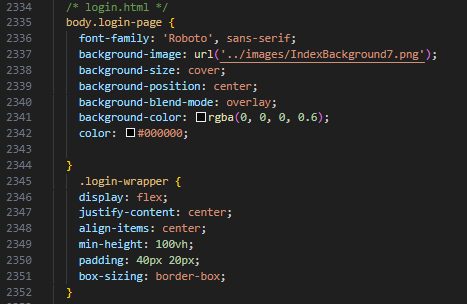 2334 /* login.html */
2335 body.login-page {
2336 font-family: 'Roboto', sans-serif;
2337 background-image: url('../images/IndexBackground7.png');
2338 background-size: cover;
2339 background-position: center;
2340 background-blend-mode: overlay;
2341 background-color: rgba(0, 0, 0, 0.6);
2342 color: #000000;
2343
2344 }
2345 .login-wrapper {
2346 display: flex;
2347 justify-content: center;
2348 align-items: center;
2349 min-height: 100vh;
2350 padding: 40px 20px;
2351 box-sizing: border-box;
2352 }